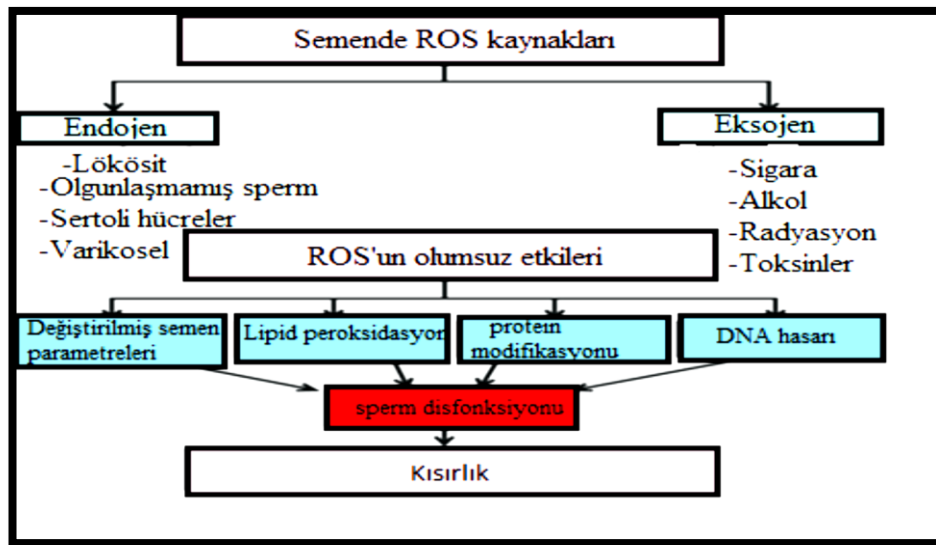 Semende ROS kaynakları
Endojen
-Lökösit
-Olgunlaşmamış sperm
-Sertoli hücreler
-Varikosel
Eksojen
-Sigara
-Alkol
-Radyasyon
-Toksinler
ROS'un olumsuz etkileri
Değiştirilmiş semen
parametreleri
Lipid peroksidasyon
protein
modifikasyonu
DNA hasarı
sperm disfonksiyonu
Kısırlık